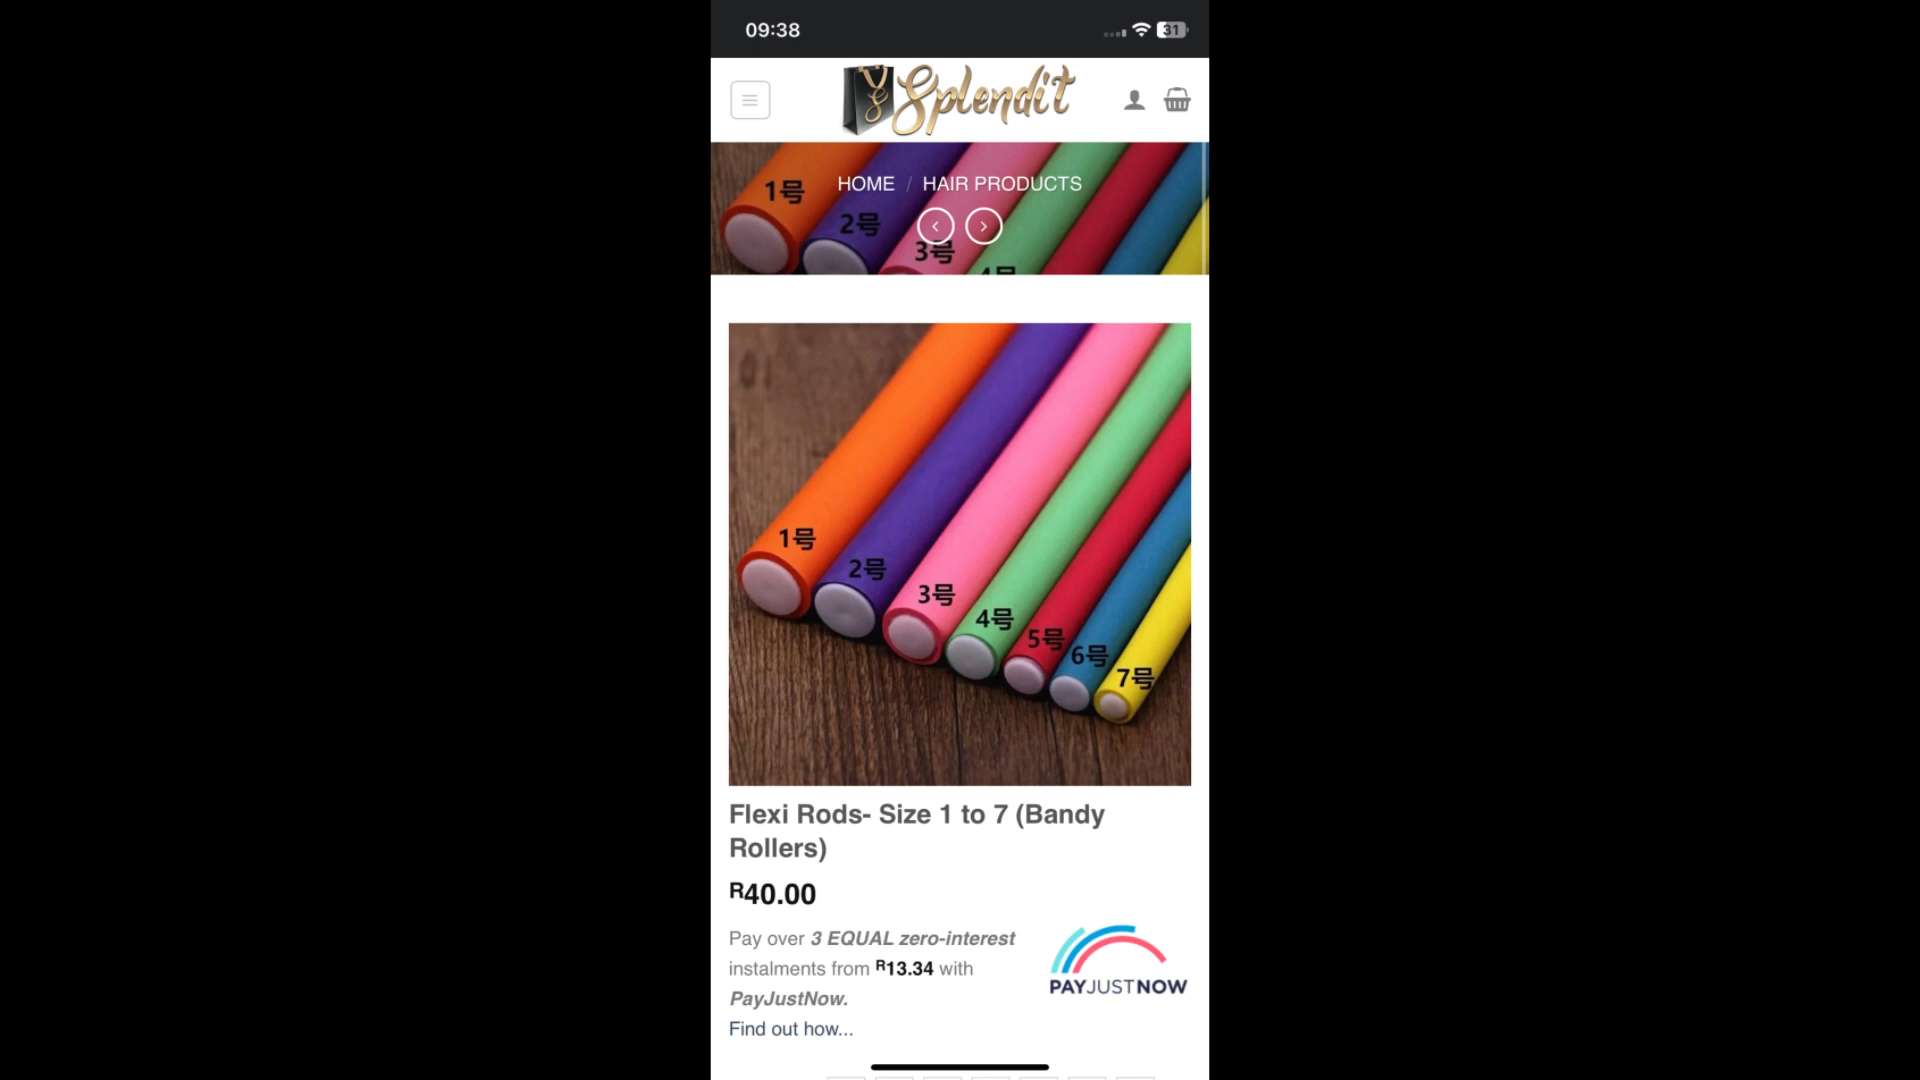 09:38
31
Splendit
HOME / HAIR PRODUCTS
1号
2号
3号
4号
1号
2号
3号
4号
5号
6号
7号
Flexi Rods- Size 1 to 7 (Bandy
Rollers)
R40.00
Pay over 3 EQUAL zero-interest
instalments from R13.34 with
PayJustNow.
Find out how...
PAYJUSTNOW